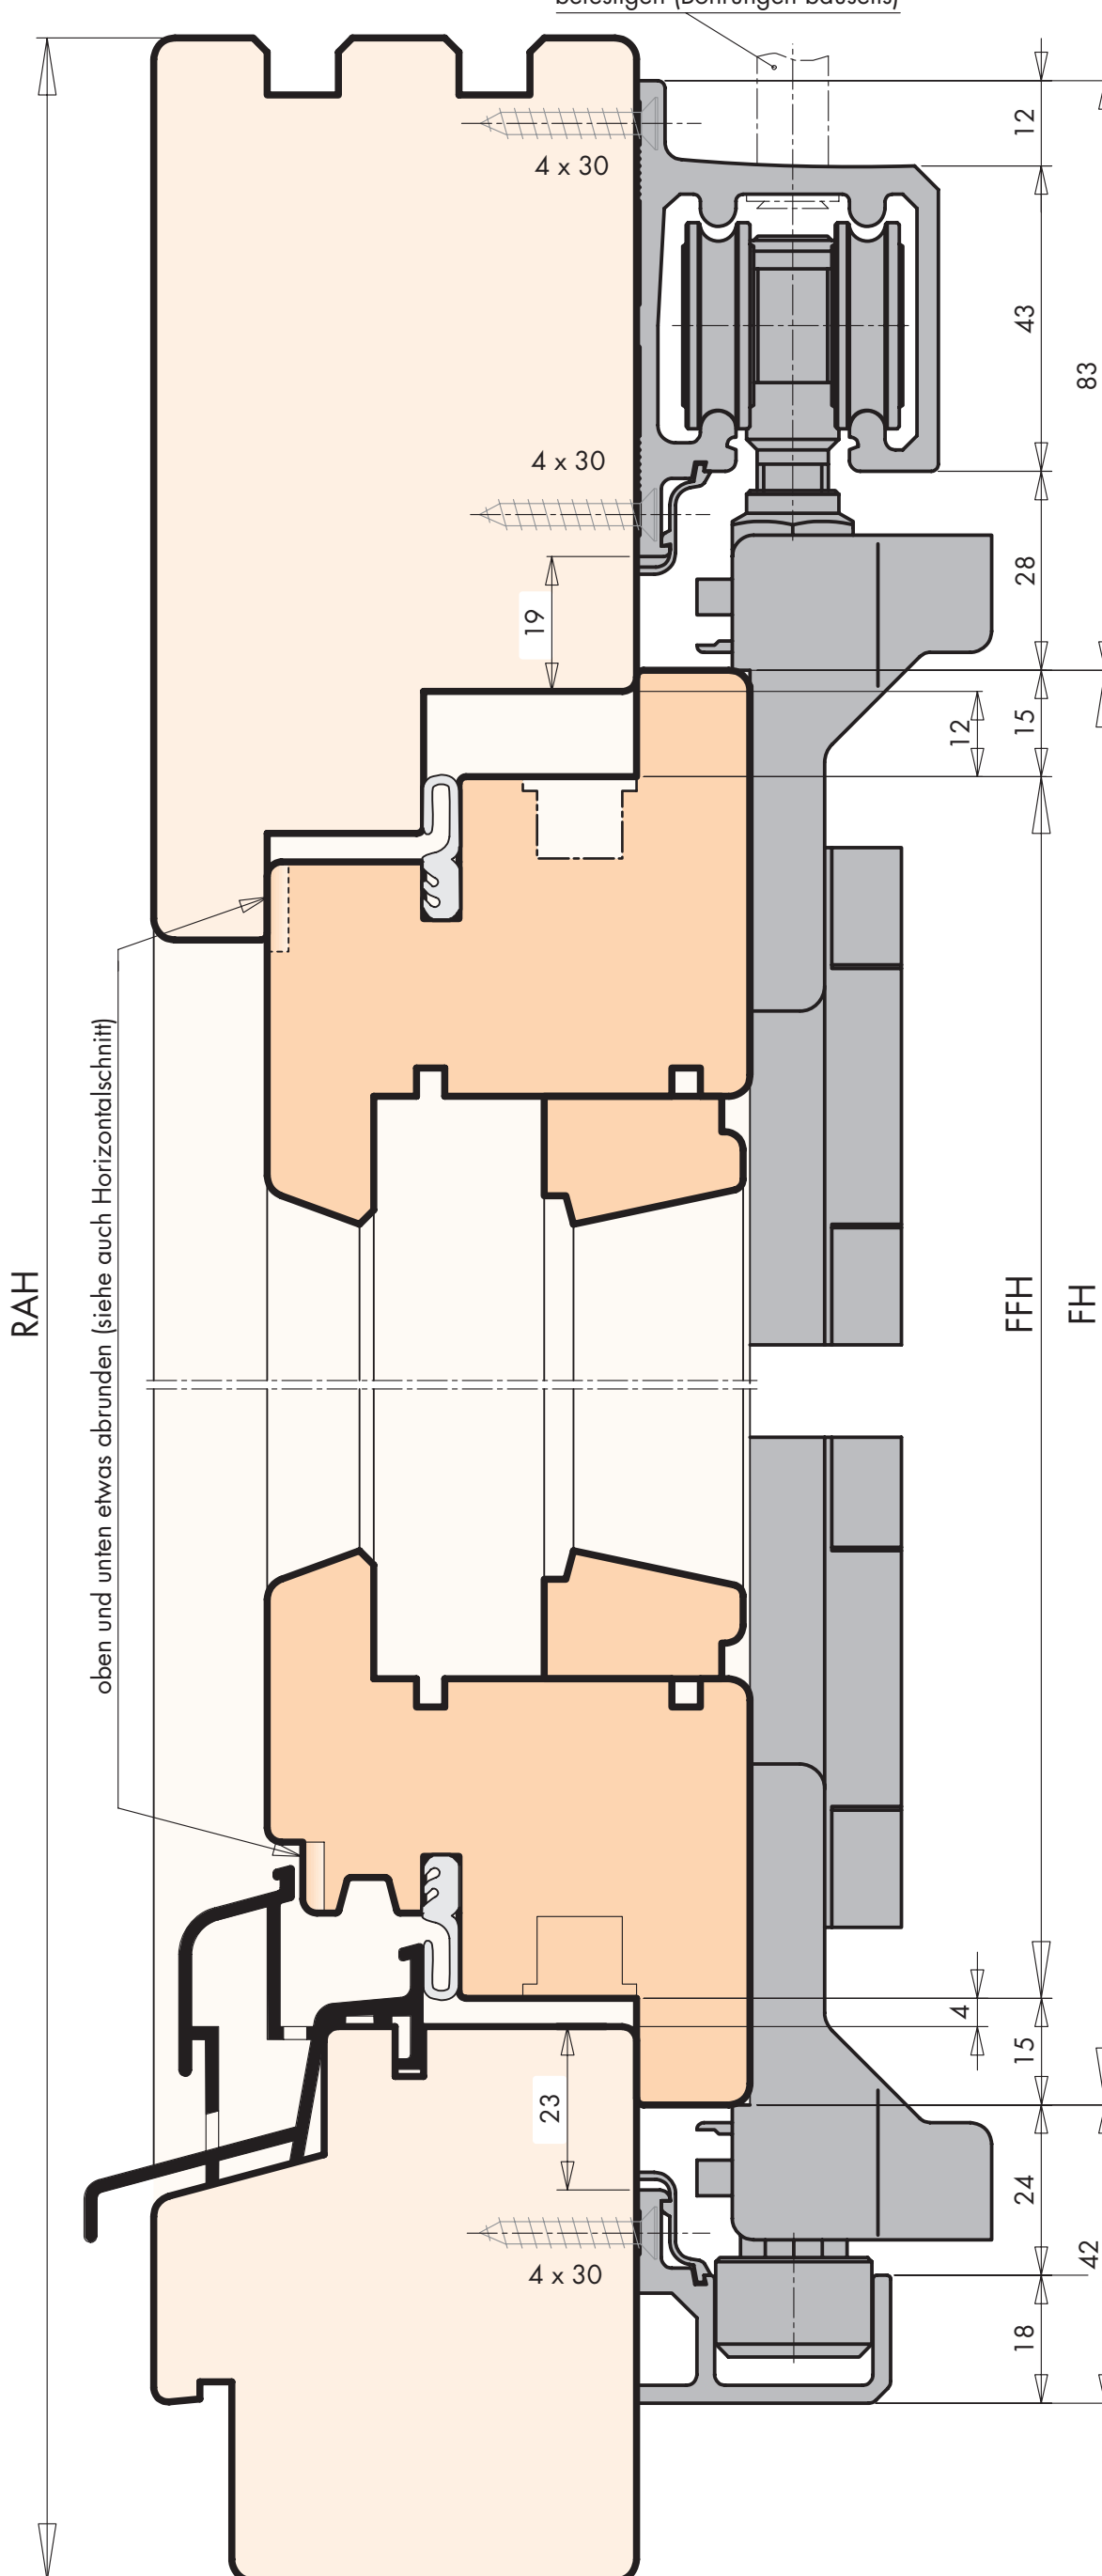 befestigen (Bohrungen bauseits)
12
4 x 30
43
83
4 x 30
28
19
15
12
oben und unten etwas abrunden (siehe auch Horizontalschnitt)
RAH
FFH
FH
4
15
23
24
42
4 x 30
18